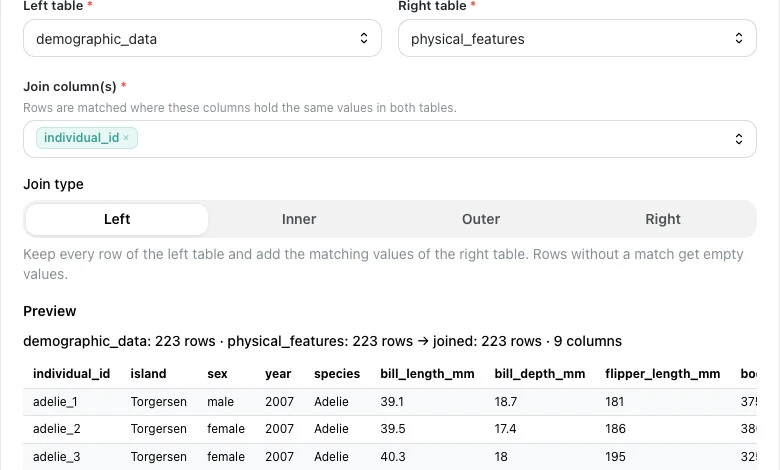 Left table * Right table *
demographic_data physical_features
Join column(s) *
Rows are matched where these columns hold the same values in both tables.
individual_id ×
Join type
Left Inner Outer Right
Keep every row of the left table and add the matching values of the right table. Rows without a match get empty
values.
Preview
demographic_data: 223 rows · physical_features: 223 rows → joined: 223 rows · 9 columns
individual_id island sex year species bill_length_mm bill_depth_mm flipper_length_mm
adelie_1 Torgersen male 2007 Adelie 39.1 18.7 181
adelie_2 Torgersen female 2007 Adelie 39.5 17.4 186
adelie_3 Torgersen female 2007 Adelie 40.3 18 195